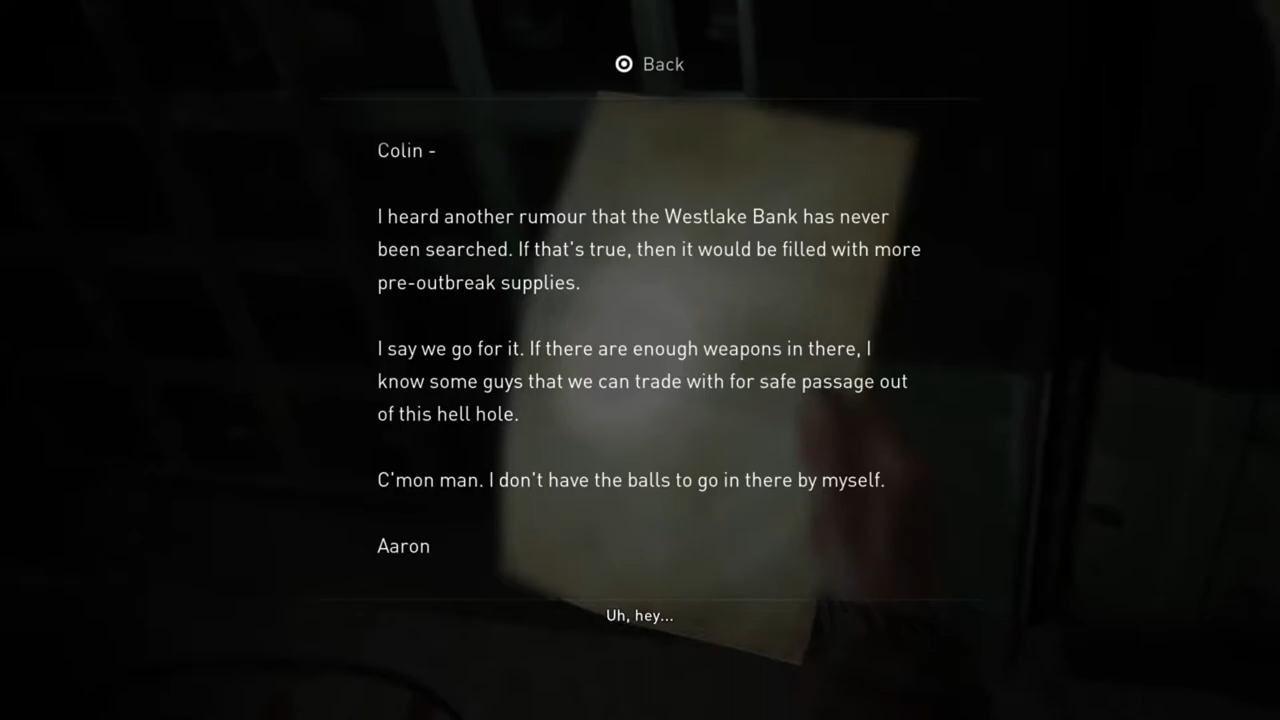 Back
Colin -
I heard another rumour that the Westlake Bank has never
been searched. If that's true, then it would be filled with more
pre-outbreak supplies.
I say we go for it. If there are enough weapons in there, I
know some guys that we can trade with for safe passage out
of this hell hole.
C'mon man. I don't have the balls to go in there by myself.
Aaron
Uh, hey...